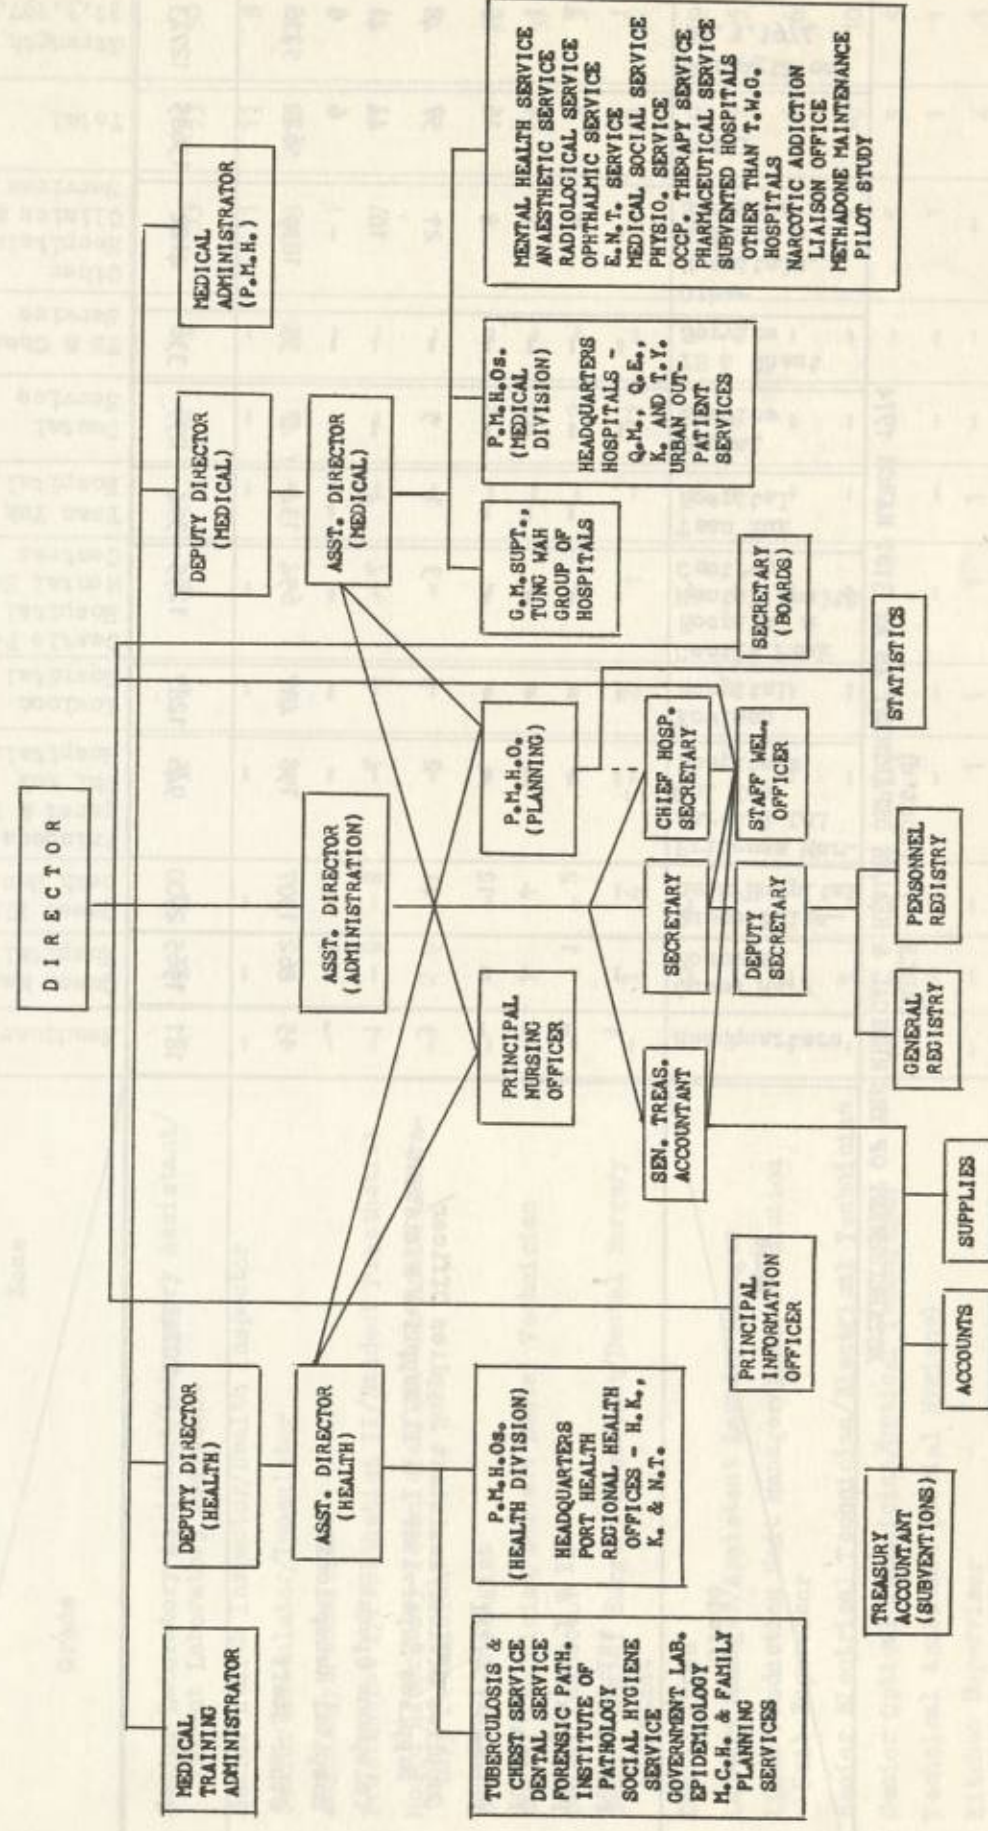 DIRECTOR
MEDICAL
TRAINING
ADMINISTRATOR
DEPUTY DIRECTOR
(HEALTH)
DEPUTY DIRECTOR
(MEDICAL)
MEDICAL
ADMINISTRATOR
(P.M.H.)
ASST. DIRECTOR
(HEALTH)
ASST. DIRECTOR
(ADMINISTRATION)
ASST. DIRECTOR
(MEDICAL)
TUBERCULOSIS &
CHEST SERVICE
DENTAL SERVICE
FORENSIC PATH.
INSTITUTE OF
PATHOLOGY
SOCIAL HYGIENE
SERVICE
GOVERNMENT LAB.
EPIDEMIOLOGY
M.C.H. & FAMILY
PLANNING
SERVICES
P.M.H.Os.
(HEALTH DIVISION)
HEADQUARTERS
PORT HEALTH
REGIONAL HEALTH
OFFICES - H.K.,
K. & N.T.
PRINCIPAL
NURSING
OFFICER
P.M.H.O.
(PLANNING)
G.M.SUPT.,
TUNG WAH
GROUP OF
HOSPITALS
P.M.H.Os.
(MEDICAL
DIVISION)
HEADQUARTERS
HOSPITALS -
Q.M., Q.E.,
K. AND T.Y.
URBAN OUT-
PATIENT
SERVICES
MENTAL HEALTH SERVICE
ANAESTHETIC SERVICE
RADIOLOGICAL SERVICE
OPHTHALMIC SERVICE
E.N.T. SERVICE
MEDICAL SOCIAL SERVICE
PHYSIO. SERVICE
OCCP. THERAPY SERVICE
PHARMACEUTICAL SERVICE
SUBVENTED HOSPITALS
OTHER THAN T.W.G.
HOSPITALS
NARCOTIC ADDICTION
LIAISON OFFICE
METHADONE MAINTENANCE
PILOT STUDY
SEN. TREAS.
ACCOUNTANT
SECRETARY
CHIEF HOSP.
SECRETARY
PRINCIPAL
INFORMATION
OFFICER
DEPUTY
SECRETARY
STAFF WEL.
OFFICER
SECRETARY
(BOARDS)
TREASURY
ACCOUNTANT
(SUBVENTIONS)
GENERAL
REGISTRY
PERSONNEL
REGISTRY
STATISTICS
ACCOUNTS
SUPPLIES